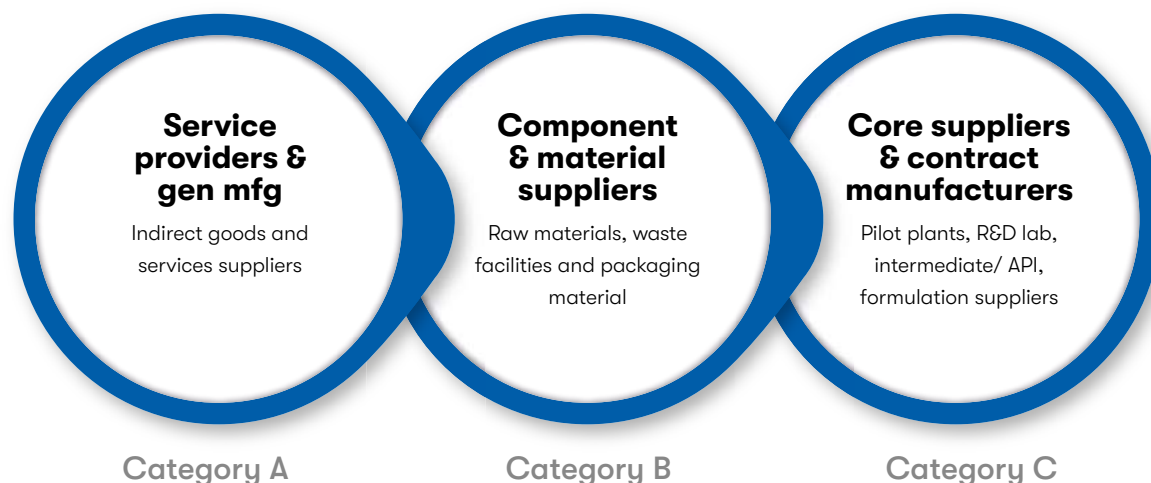 Service
providers &
gen mfg
Indirect goods and
services suppliers
Category A
Component
& material
suppliers
Raw materials, waste
facilities and packaging
material
Category B
Core suppliers
& contract
manufacturers
Pilot plants, R&D lab,
intermediate/ API,
formulation suppliers
Category C